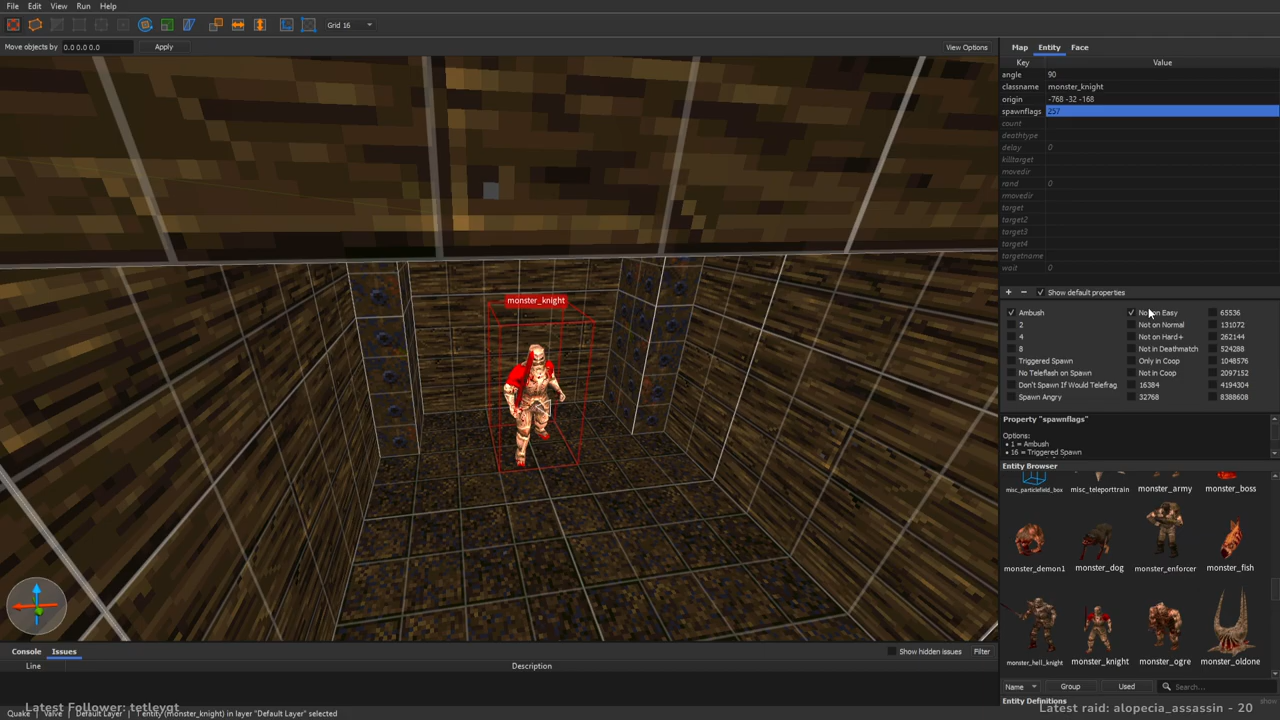 File Edit View Run Help
Grid 16
Move objects by 0.0 0.0 0.0 Apply View Options
Map Entity Face
Key Value
angle 90
classname monster_knight
origin -768 -32 -168
spawnflags 257
count
deathtype
delay 0
killtarget
movedir
rand 0
rmovedir
target
target2
target3
target4
targetname
wait 0
Show default properties
Ambush Not on Easy 65536
2 Not on Normal 131072
4 Not on Hard+ 262144
8 Not in Deathmatch 524288
Triggered Spawn Only in Coop 1048576
No Teleflash on Spawn Not in Coop 2097152
Don't Spawn If Would Telefrag 16384 4194304
Spawn Angry 32768 8388608
Property "spawnflags"
Options:
• 1 = Ambush
• 16 = Triggered Spawn
Entity Browser
misc_particlefield_box misc_teleporttrain monster_army monster_boss
monster_demon1 monster_dog monster_enforcer monster_fish
monster_hell_knight monster_knight monster_ogre monster_oldone
Name Group Used Search...
Entity Definitions show
monster_knight
Console Issues Show hidden issues Filter
Line Description
Latest Follower: tetleygt
Latest raid: alopecia_assassin - 20
Quake Valve Default Layer 1 entity (monster_knight) in layer "Default Layer" selected